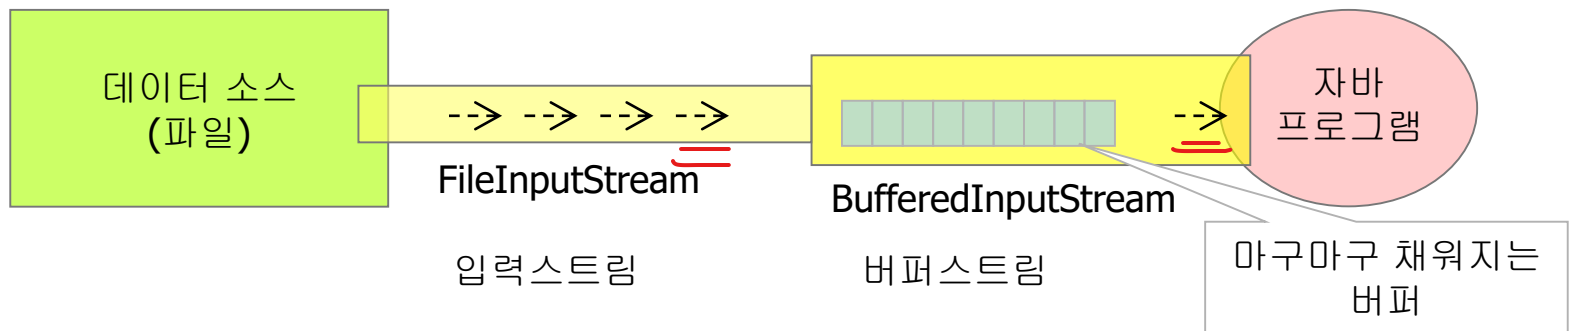 데이터 소스
(파일)
FileInputStream
입력스트림
BufferedInputStream
버퍼스트림
자바
프로그램
마구마구 채워지는
버퍼